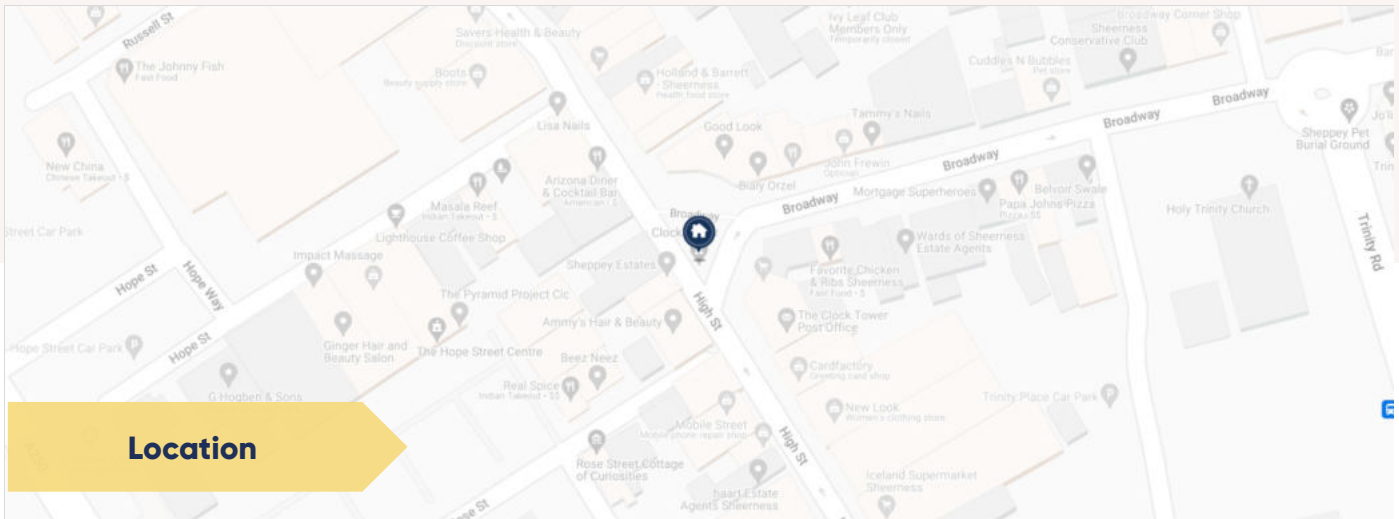 Russell St
The Johnny Fish
Fast Food
New China
Chinese Takeout - $
Street Car Park
Hope St
Hope Way
Hope Street Car Park
Hope St
G Hogben & Sons
Savers Health & Beauty
Discount store
Boots
Beauty supply store
Lisa Nails
Arizona Diner
& Cocktail Bar
American - $
Masala Reef
Indian Takeout - $
Lighthouse Coffee Shop
Impact Massage
Sheppey Estates
The Pyramid Project Cic
Ammy's Hair & Beauty
Ginger Hair and
Beauty Salon
The Hope Street Centre
Beez Neez
Real Spice
Indian Takeout - $$
Ivy Leaf Club
Members Only
Temporarily closed
Holland & Barrett
- Sheerness
Health food store
Good Look
Tammy's Nails
John Frewin
Optician
Bialy Orzel
Broadway
Clock
Broadway
Broadway
Broadway
Broadway
Broadway Corner Shop
Sheerness
Conservative Club
Cuddles N Bubbles
Pet store
Mortgage Superheroes
Belvoir Swale
Papa Johns Pizza
Pizza - $$
Wards of Sheerness
Estate Agents
Favorite Chicken
& Ribs Sheerness
Fast Food - $
The Clock Tower
Post Office
Cardfactory
Greeting card shop
New Look
Women's clothing store
Trinity Place Car Park
Holy Trinity Church
Sheppey Pet
Burial Ground
Trinity Rd
High St
High St
Mobile Street
Mobile phone repair shop
Rose Street Cottage
of Curiosities
haart Estate
Agents Sheerness
Iceland Supermarket
Sheerness
Location